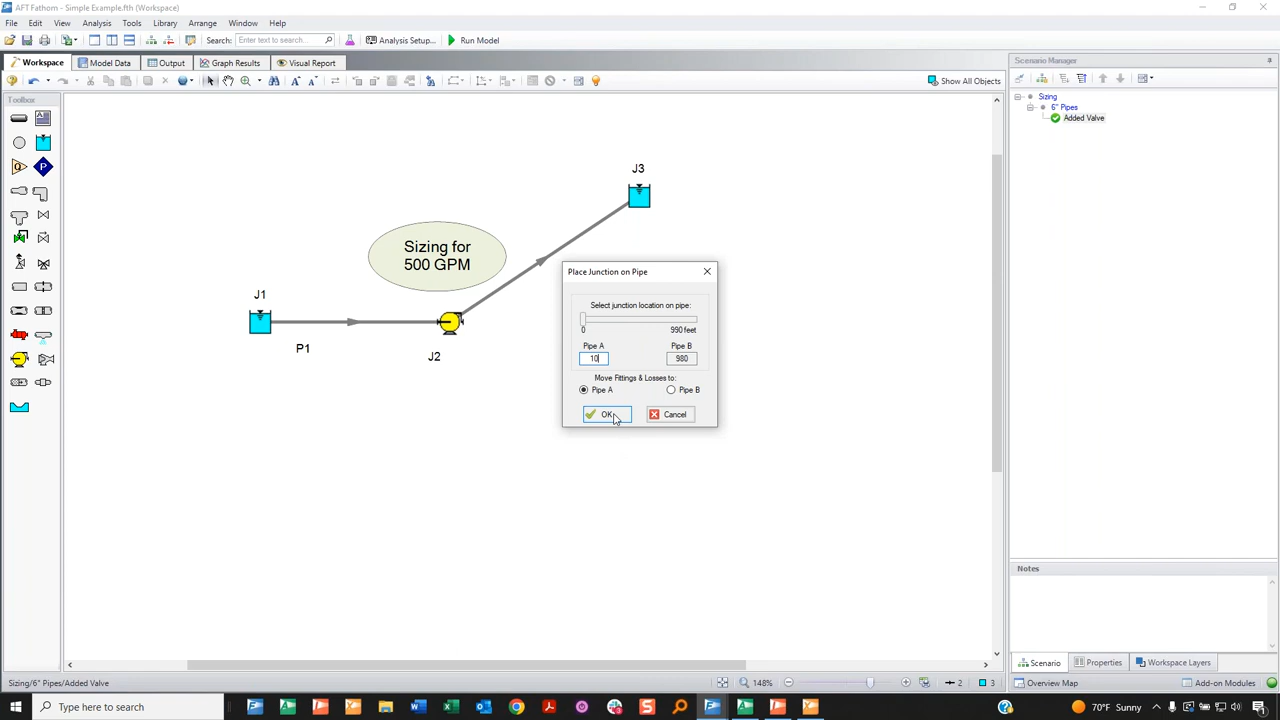 AFT Fathom - Simple Example.fth (Workspace)
File Edit View Analysis Tools Library Arrange Window Help
Search: Enter text to search... Analysis Setup... Run Model
Workspace Model Data Output Graph Results Visual Report
Show All Objects
Toolbox
Scenario Manager
Sizing
6" Pipes
Added Valve
J3
Sizing for
500 GPM
J1
P1
J2
Place Junction on Pipe
Select junction location on pipe:
0 990 feet
Pipe A Pipe B
10 980
Move Fittings & Losses to:
Pipe A Pipe B
OK Cancel
Notes
Scenario Properties Workspace Layers
Sizing/6" Pipes/Added Valve
148%
2 3
Overview Map Add-on Modules
Type here to search
70°F Sunny